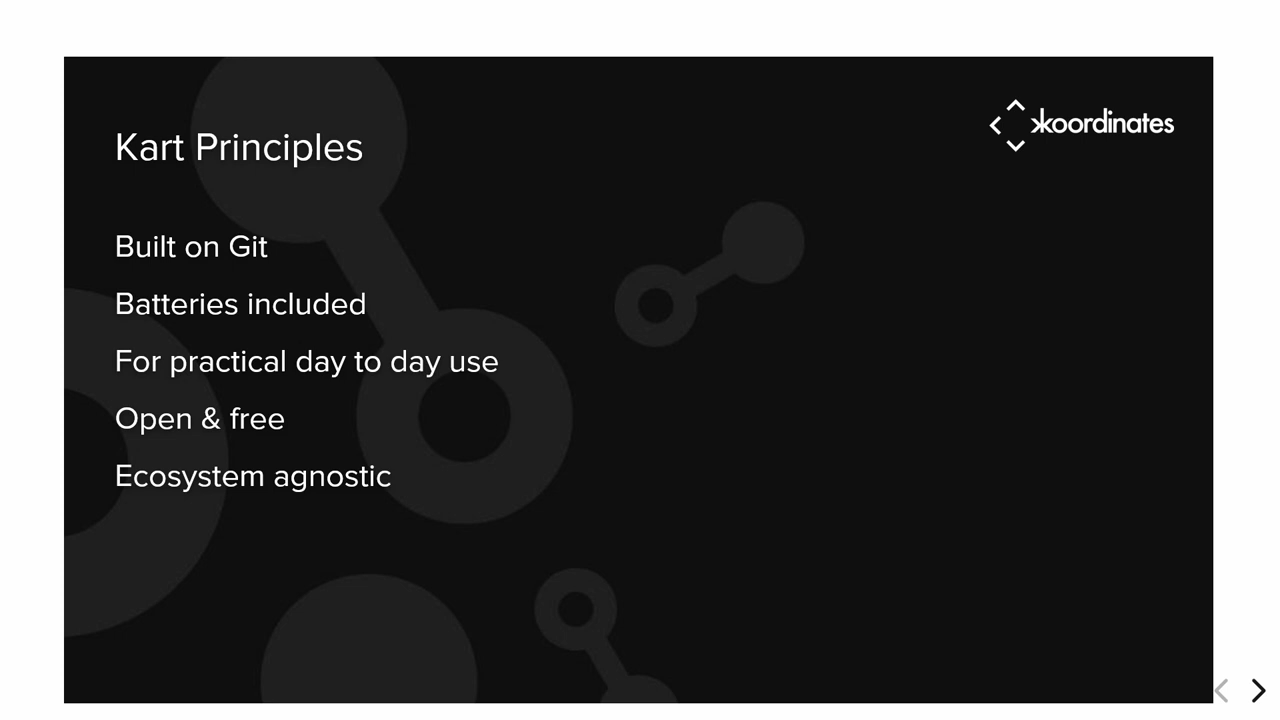 koordinates
Kart Principles
Built on Git
Batteries included
For practical day to day use
Open & free
Ecosystem agnostic